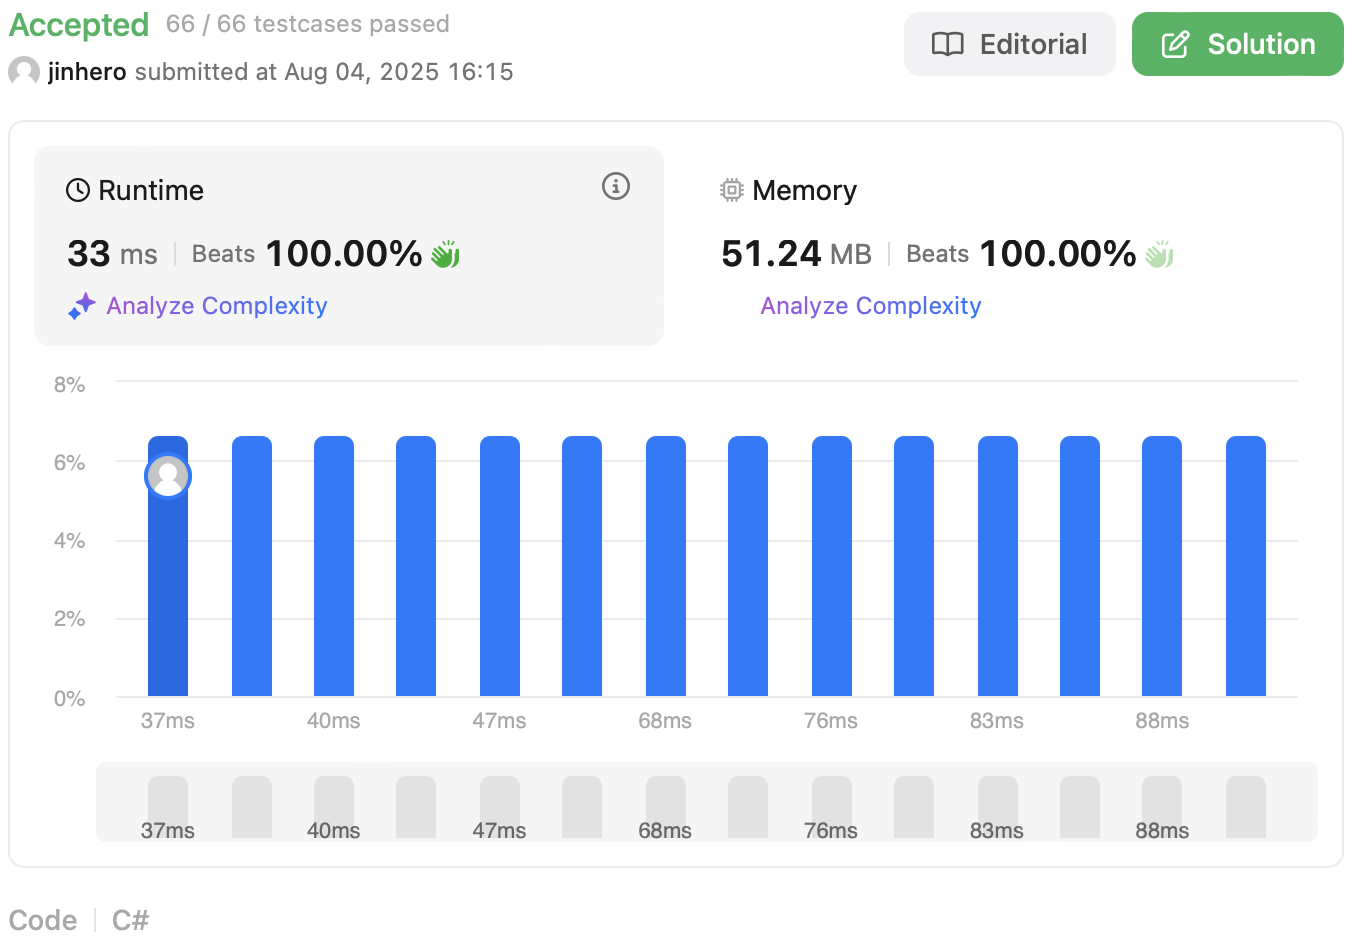 Accepted 66 / 66 testcases passed
jinhero submitted at Aug 04, 2025 16:15
Editorial
Solution
Runtime
33 ms Beats 100.00%
Analyze Complexity
Memory
51.24 MB Beats 100.00%
Analyze Complexity
8%
6%
4%
2%
0%
37ms 40ms 47ms 68ms 76ms 83ms 88ms
37ms 40ms 47ms 68ms 76ms 83ms 88ms
Code C#